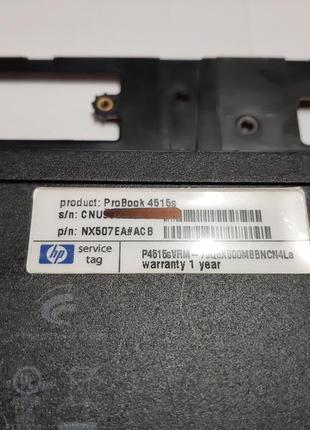 product: ProBook 4515s
s/n: CNU
p/n: NX507EA#ACB
hp service tag
warranty 1 year